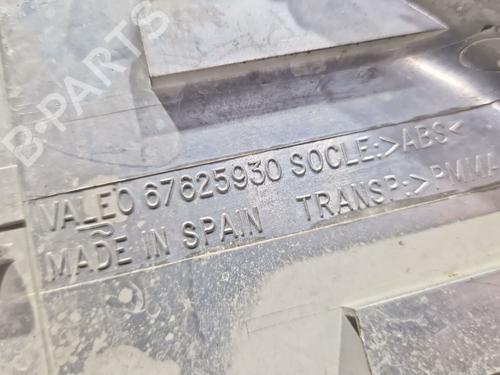 VALEO 67625930 SOCLE:>ABS<
MADE IN SPAIN TRANSP:>PMMA
B-PARTS